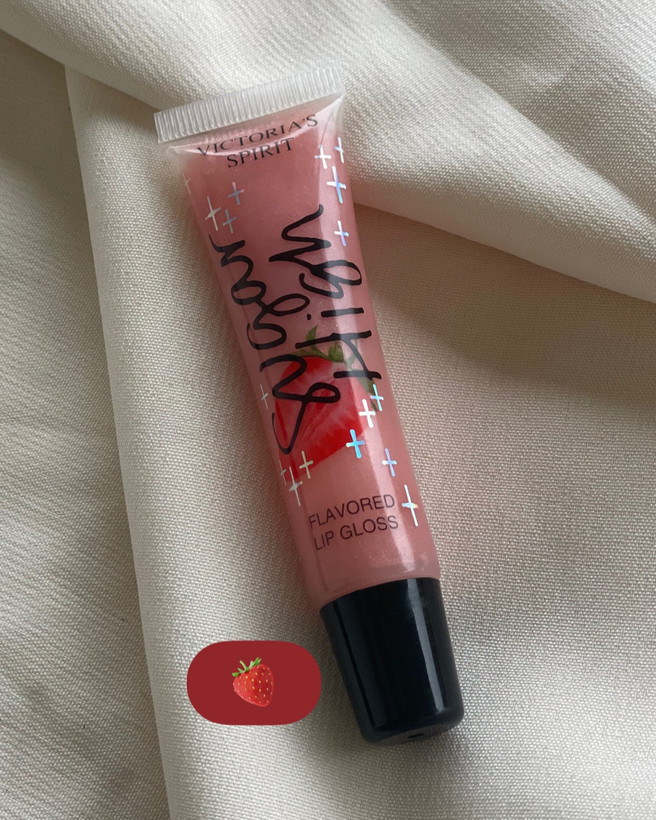 VICTORIA'S
SPIRIT
Sugar
High
FLAVORED
LIP GLOSS